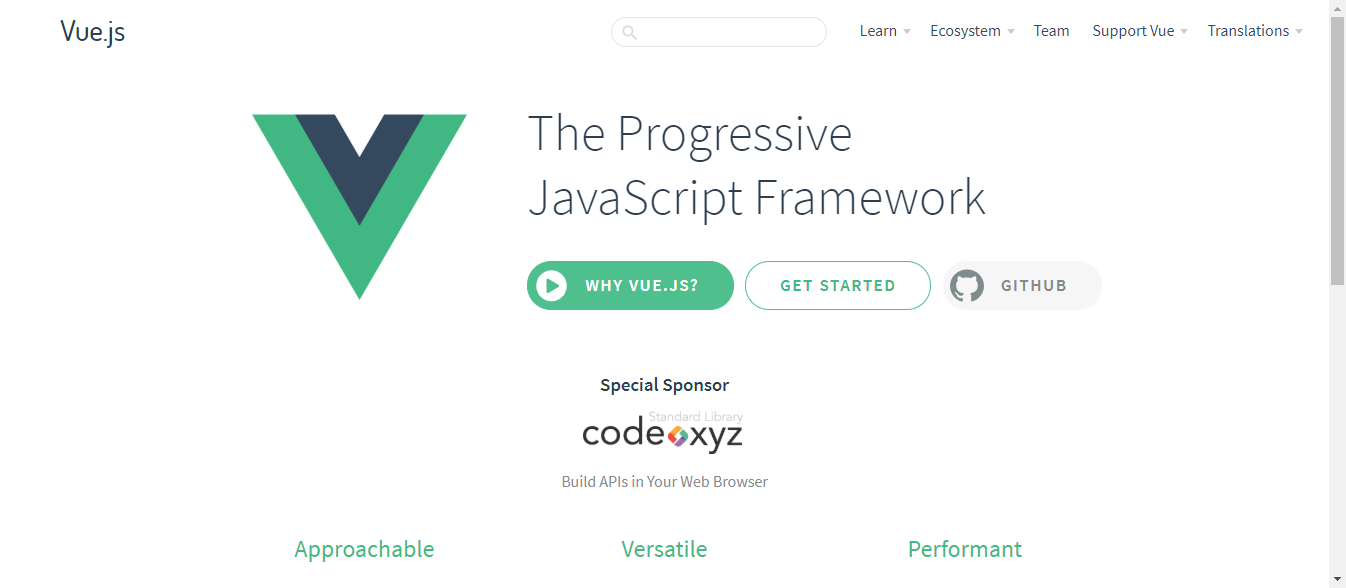 Vue.js
Learn Ecosystem Team Support Vue Translations
The Progressive
JavaScript Framework
WHY VUE.JS? GET STARTED GITHUB
Special Sponsor
Standard Library
code xyz
Build APIs in Your Web Browser
Approachable Versatile Performant